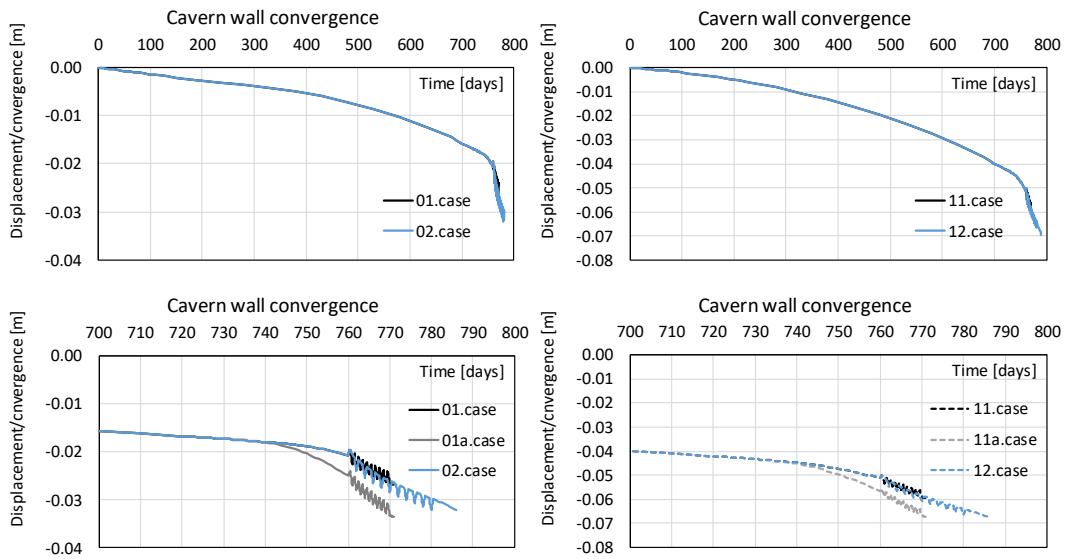 Cavern wall convergence
0 100 200 300 400 500 600 700 800
Displacement/cnvergence [m]
0.00
-0.01
-0.02
-0.03
-0.04
Time [days]
01.case
02.case
Cavern wall convergence
0 100 200 300 400 500 600 700 800
Displacement/cnvergence [m]
0.00
-0.01
-0.02
-0.03
-0.04
-0.05
-0.06
-0.07
-0.08
Time [days]
11.case
12.case
Cavern wall convergence
700 710 720 730 740 750 760 770 780 790 800
Displacement/cnvergence [m]
0.00
-0.01
-0.02
-0.03
-0.04
Time [days]
01.case
01a.case
02.case
Cavern wall convergence
700 710 720 730 740 750 760 770 780 790 800
Displacement/cnvergence [m]
0.00
-0.01
-0.02
-0.03
-0.04
-0.05
-0.06
-0.07
-0.08
Time [days]
11.case
11a.case
12.case